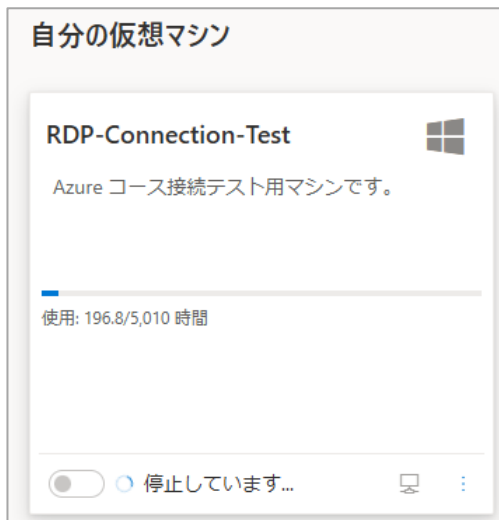 自分の仮想マシン
RDP-Connection-Test
Azure コース接続テスト用マシンです。
使用: 196.8/5,010 時間
停止しています...